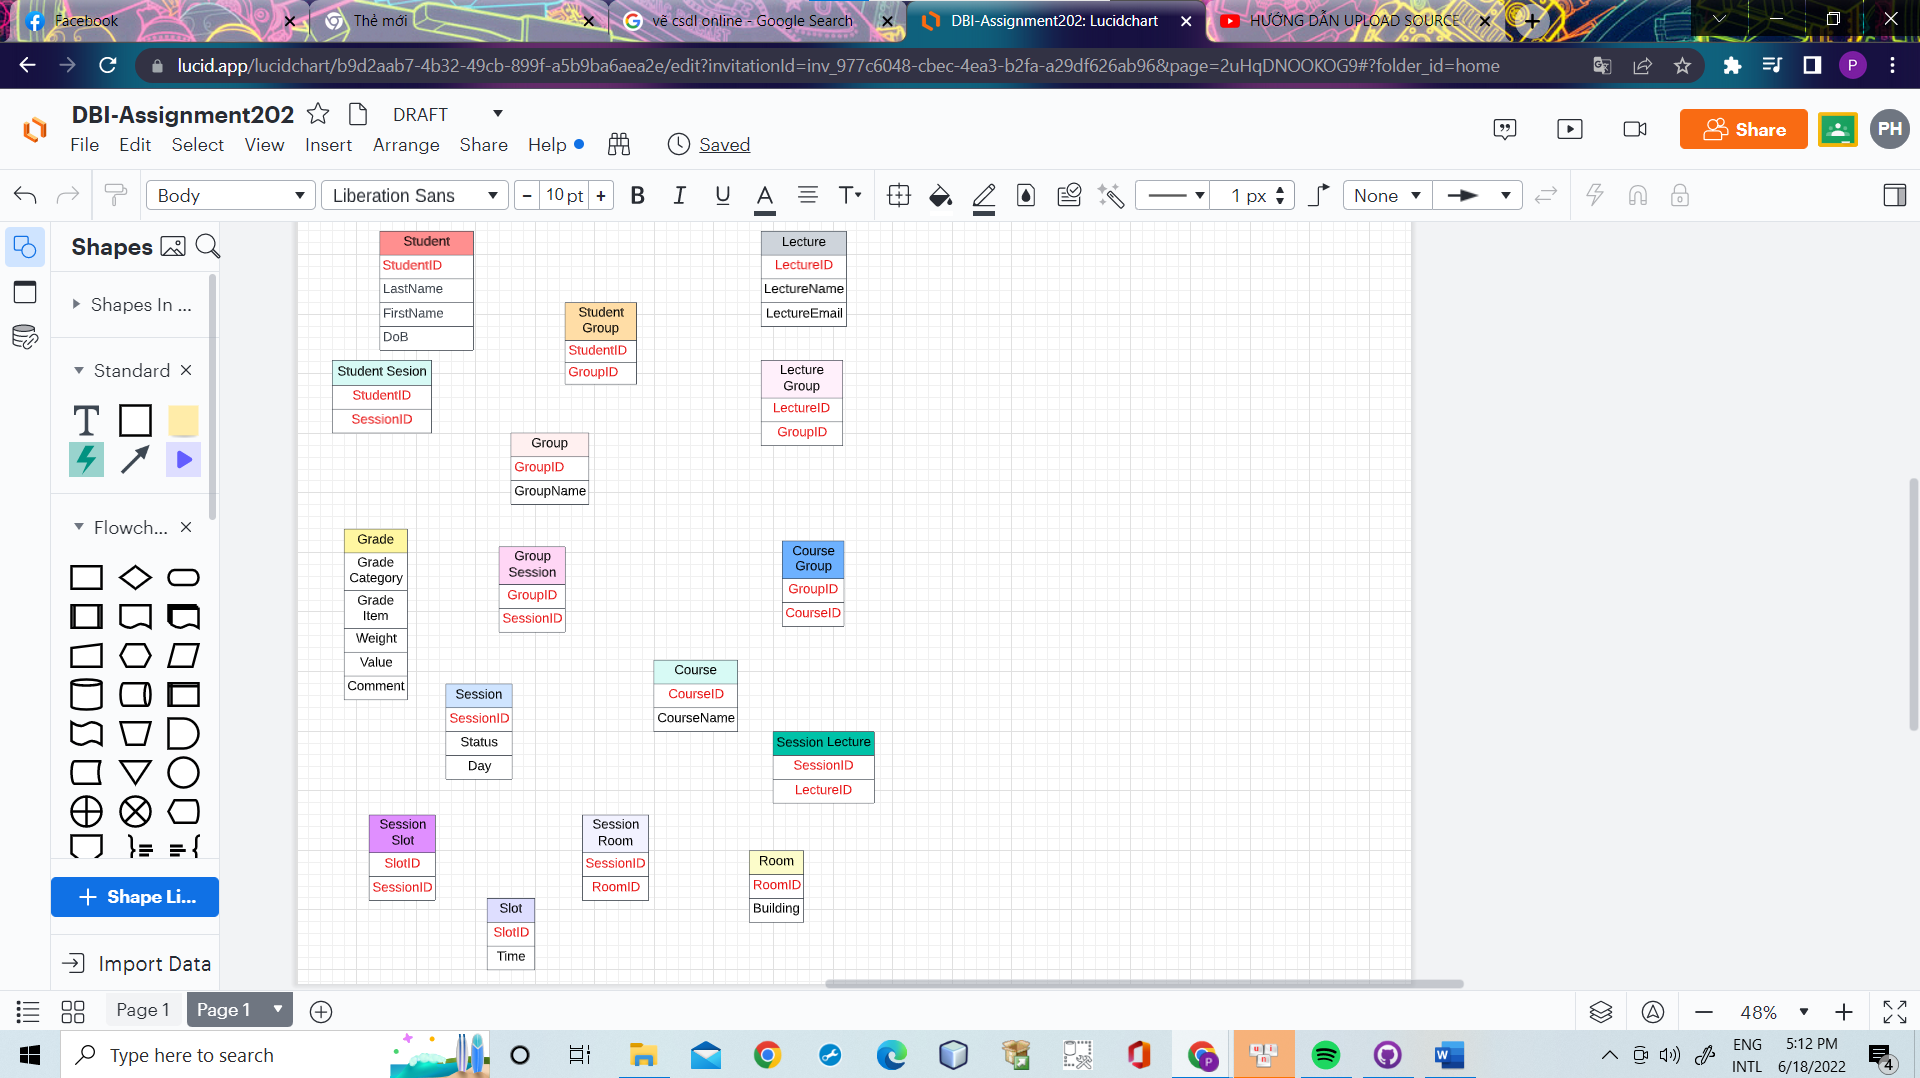 Facebook
Thẻ mới
vẽ csdl online - Google Search
DBI-Assignment202: Lucidchart
HƯỚNG DẪN UPLOAD SOURCE
lucid.app/lucidchart/b9d2aab7-4b32-49cb-899f-a5b9ba6aea2e/edit?invitationId=inv_977c6048-cbec-4ea3-b2fa-a29df626ab96&page=2uHqDNOOKOG9#?folder_id=home
P
DBI-Assignment202
DRAFT
File Edit Select View Insert Arrange Share Help
Saved
Share
PH
Body
Liberation Sans
10 pt
B I U A T
1 px
None
Shapes
Shapes In ...
Standard
T
Flowch...
Shape Li...
Import Data
Student
StudentID
LastName
FirstName
DoB
Lecture
LectureID
LectureName
LectureEmail
Student
Group
StudentID
GroupID
Student Sesion
StudentID
SessionID
Lecture
Group
LectureID
GroupID
Group
GroupID
GroupName
Grade
Grade
Category
Grade
Item
Weight
Value
Comment
Group
Session
GroupID
SessionID
Course
Group
GroupID
CourseID
Course
CourseID
CourseName
Session
SessionID
Status
Day
Session Lecture
SessionID
LectureID
Session
Slot
SlotID
SessionID
Session
Room
SessionID
RoomID
Room
RoomID
Building
Slot
SlotID
Time
Page 1
Page 1
48%
Type here to search
ENG
INTL
5:12 PM
6/18/2022
4